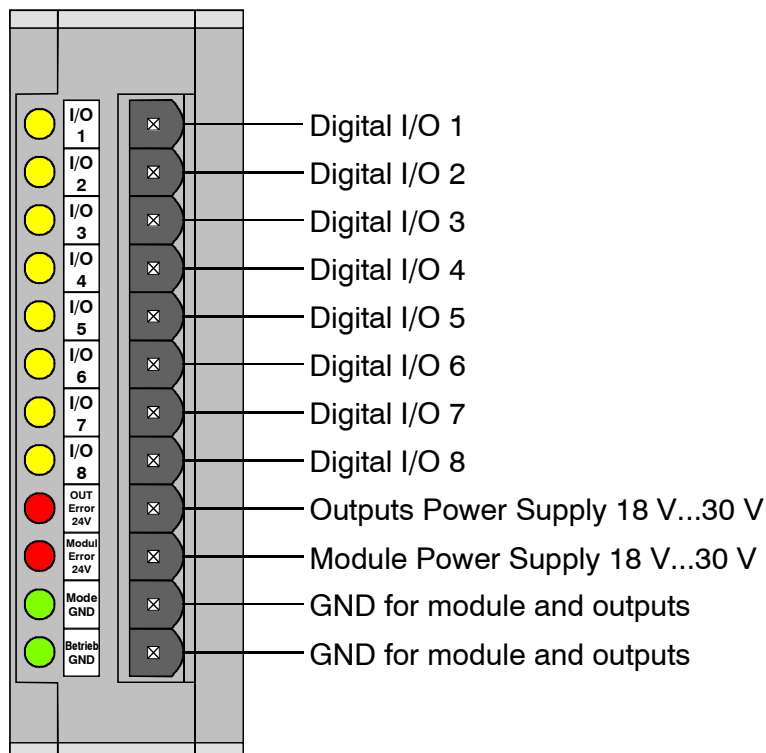 I/O
1
Digital I/O 1
I/O
2
Digital I/O 2
I/O
3
Digital I/O 3
I/O
4
Digital I/O 4
I/O
5
Digital I/O 5
I/O
6
Digital I/O 6
I/O
7
Digital I/O 7
I/O
8
Digital I/O 8
OUT
Error
24V
Outputs Power Supply 18 V...30 V
Modul
Error
24V
Module Power Supply 18 V...30 V
Mode
GND
GND for module and outputs
Betrieb
GND
GND for module and outputs